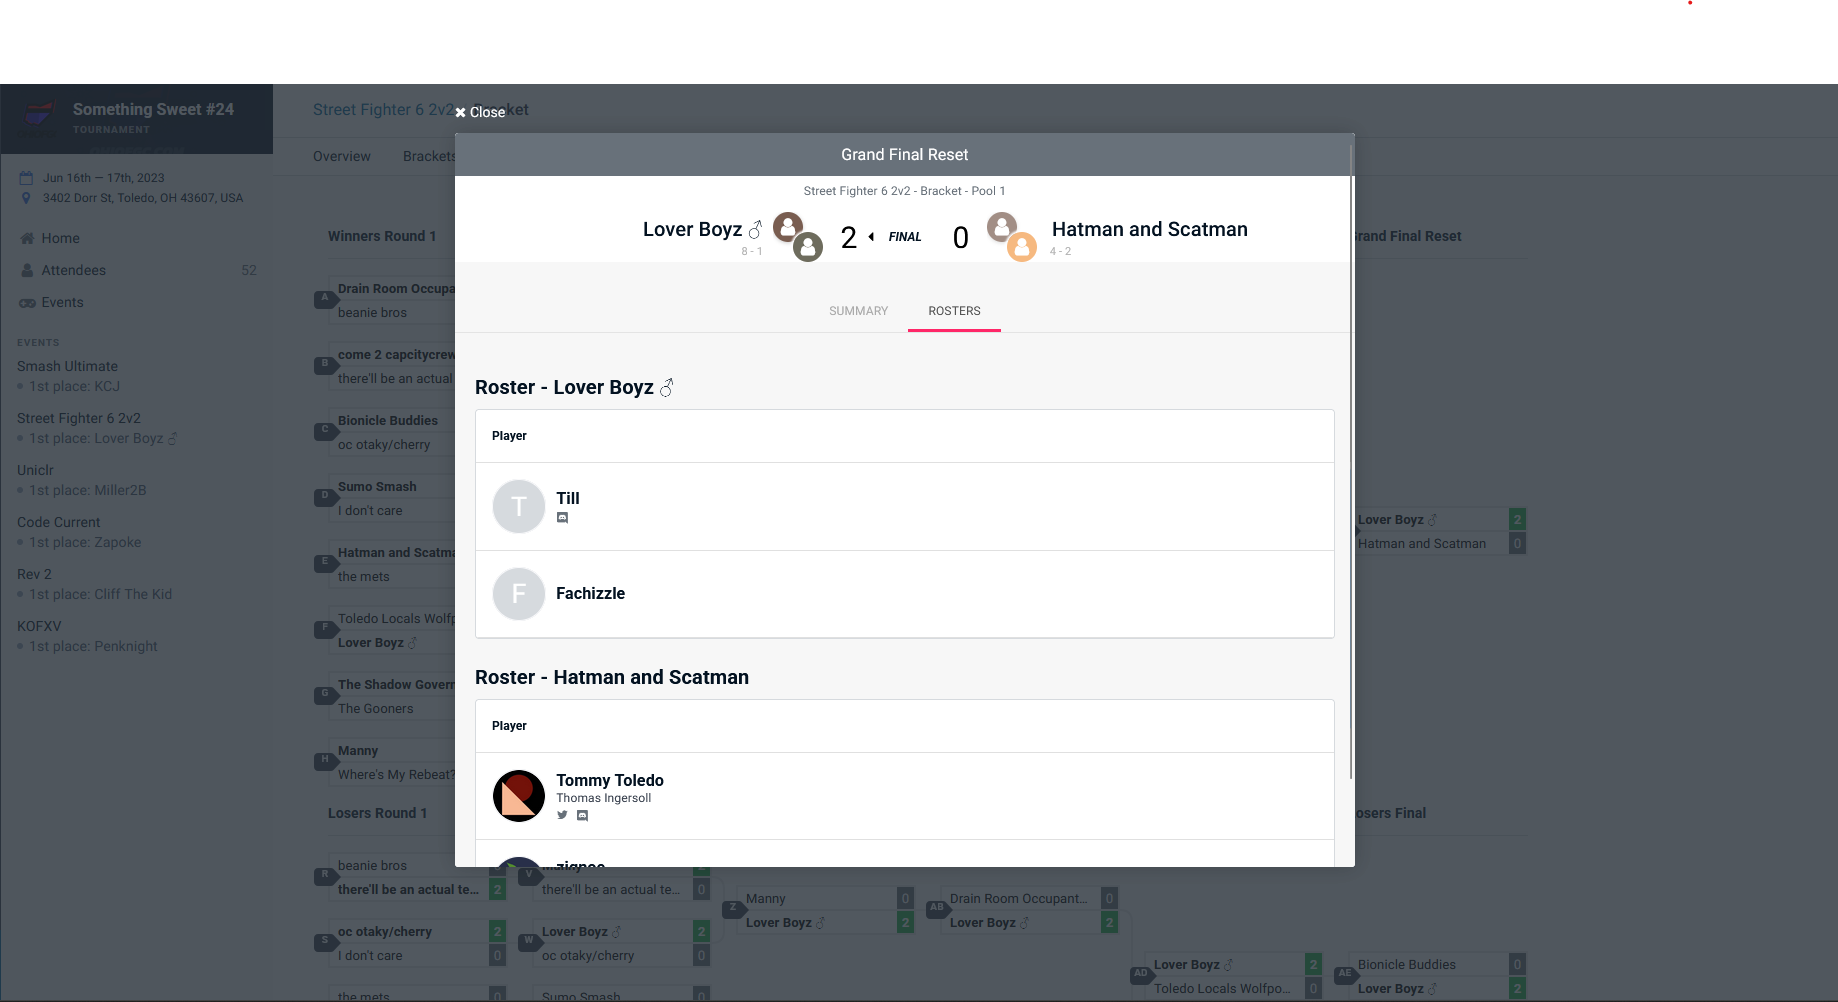 Something Sweet #24
TOURNAMENT
Jun 16th — 17th, 2023
3402 Dorr St, Toledo, OH 43607, USA
Home
Attendees 52
Events
EVENTS
Smash Ultimate
1st place: KCJ
Street Fighter 6 2v2
1st place: Lover Boyz ♂
Uniclr
1st place: Miller2B
Code Current
1st place: Zapoke
Rev 2
1st place: Cliff The Kid
KOFXV
1st place: Penknight
Street Fighter 6 2v2
Close
Overview Brackets
Winners Round 1
A
Drain Room Occupa
beanie bros
B
come 2 capcitycrew
there'll be an actual
C
Bionicle Buddies
oc otaky/cherry
D
Sumo Smash
I don't care
E
Hatman and Scatma
the mets
F
Toledo Locals Wolfp
Lover Boyz ♂
G
The Shadow Govern
The Gooners
H
Manny
Where's My Rebeat?
Grand Final Reset
Street Fighter 6 2v2 - Bracket - Pool 1
Lover Boyz ♂ 2 FINAL 0 Hatman and Scatman
8 - 1 4 - 2
SUMMARY ROSTERS
Roster - Lover Boyz ♂
Player
T Till
F Fachizzle
Roster - Hatman and Scatman
Player
Tommy Toledo
Thomas Ingersoll
Grand Final Reset
Lover Boyz ♂ 2
Hatman and Scatman 0
Losers Round 1
Losers Final
R
beanie bros
there'll be an actual te... 2
V
there'll be an actual te... 0
S
oc otaky/cherry 2
I don't care 0
W
Lover Boyz ♂ 2
oc otaky/cherry 0
the mets 0
Sumo Smash 0
Z
Manny 0
Lover Boyz ♂ 2
AB
Drain Room Occupant... 0
Lover Boyz ♂ 2
AD
Lover Boyz ♂ 2
Toledo Locals Wolfpo... 0
AE
Bionicle Buddies 0
Lover Boyz ♂ 2